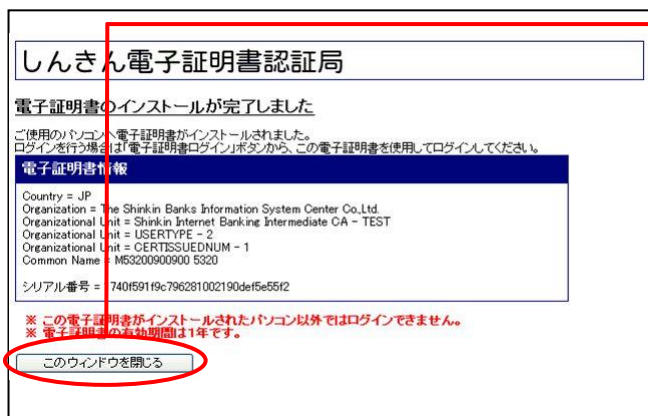 しんきん電子証明書認証局
電子証明書のインストールが完了しました
ご使用のパソコンへ電子証明書がインストールされました。
ログインを行う場合は「電子証明書ログイン」ボタンから、この電子証明書を使用してログインしてください。
電子証明書情報
Country = JP
Organization = The Shinkin Banks Information System Center Co.,Ltd.
Organizational Unit = Shinkin Internet Banking Intermediate CA - TEST
Organizational Unit = USERTYPE - 2
Organizational Unit = CERTISSUEDNUM - 1
Common Name = M53200900900 5320
シリアル番号 = 1740f591f9c796281002190def5e55f2
※ この電子証明書がインストールされたパソコン以外ではログインできません。
※ 電子証明書の有効期間は1年です。
このウィンドウを閉じる